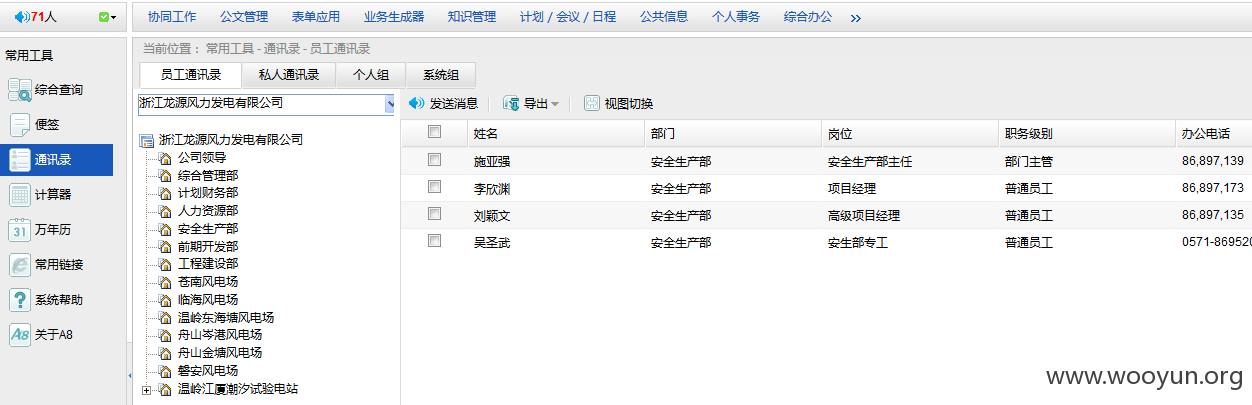 71人
协同工作 公文管理 表单应用 业务生成器 知识管理 计划 / 会议 / 日程 公共信息 个人事务 综合办公 »
常用工具
综合查询
便签
通讯录
计算器
31 万年历
常用链接
? 系统帮助
A8 关于A8
当前位置： 常用工具 - 通讯录 - 员工通讯录
员工通讯录 私人通讯录 个人组 系统组
浙江龙源风力发电有限公司
发送消息 导出 视图切换
浙江龙源风力发电有限公司
公司领导
综合管理部
计划财务部
人力资源部
安全生产部
前期开发部
工程建设部
苍南风电场
临海风电场
温岭东海塘风电场
舟山岑港风电场
舟山金塘风电场
磐安风电场
温岭江厦潮汐试验电站
姓名 部门 岗位 职务级别 办公电话
施亚强 安全生产部 安全生产部主任 部门主管 86,897,139
李欣渊 安全生产部 项目经理 普通员工 86,897,173
刘颖文 安全生产部 高级项目经理 普通员工 86,897,135
吴圣武 安全生产部 安生部专工 普通员工 0571-869520
www.wooyun.org